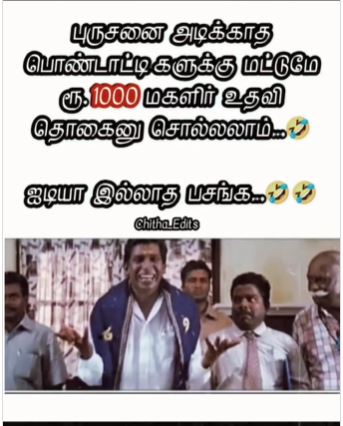 புருசனை அடிக்காத
பொண்டாட்டிகளுக்கு மட்டுமே
ரூ.1000 மகளிர் உதவி
தொகைனு சொல்லலாம்...🤣
ஐடியா இல்லாத பசங்க...🤣🤣
Chitha_Edits